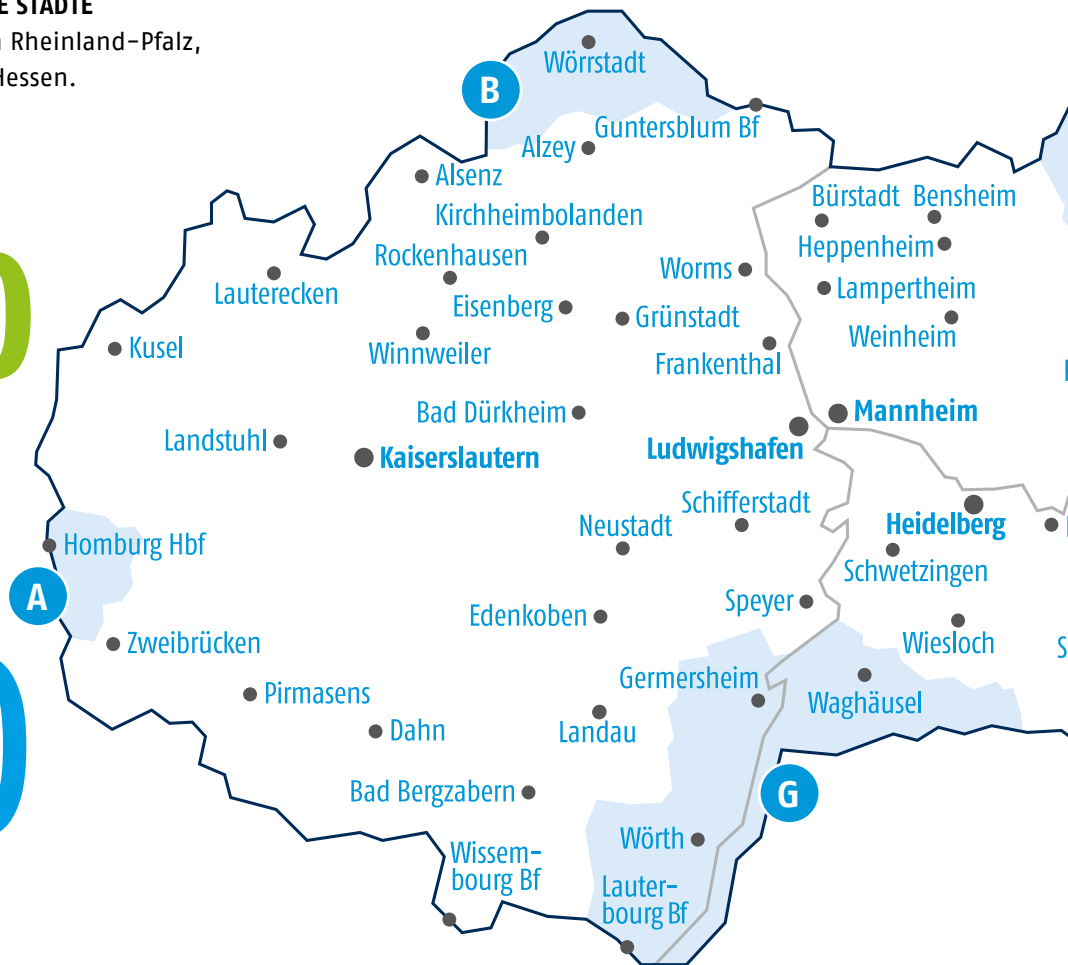 E STÄDTE
Rheinland-Pfalz,
Hessen.
B
Wörrstadt
Guntersblum Bf
Alzey
Alsenz
Kirchheimbolanden
Rockenhausen
Bürstadt
Bensheim
Heppenheim
Worms
Lauterecken
Eisenberg
Grünstadt
Lampertheim
Weinheim
Kusel
Winnweiler
Frankenthal
Bad Dürkheim
Mannheim
Landstuhl
Kaiserslautern
Ludwigshafen
Schifferstadt
Neustadt
Heidelberg
Homburg Hbf
Schwetzingen
A
Speyer
Edenkoben
Zweibrücken
Wiesloch
Germersheim
Pirmasens
Waghäusel
Dahn
Landau
Bad Bergzabern
G
Wörth
Wissem-
bourg Bf
Lauter-
bourg Bf